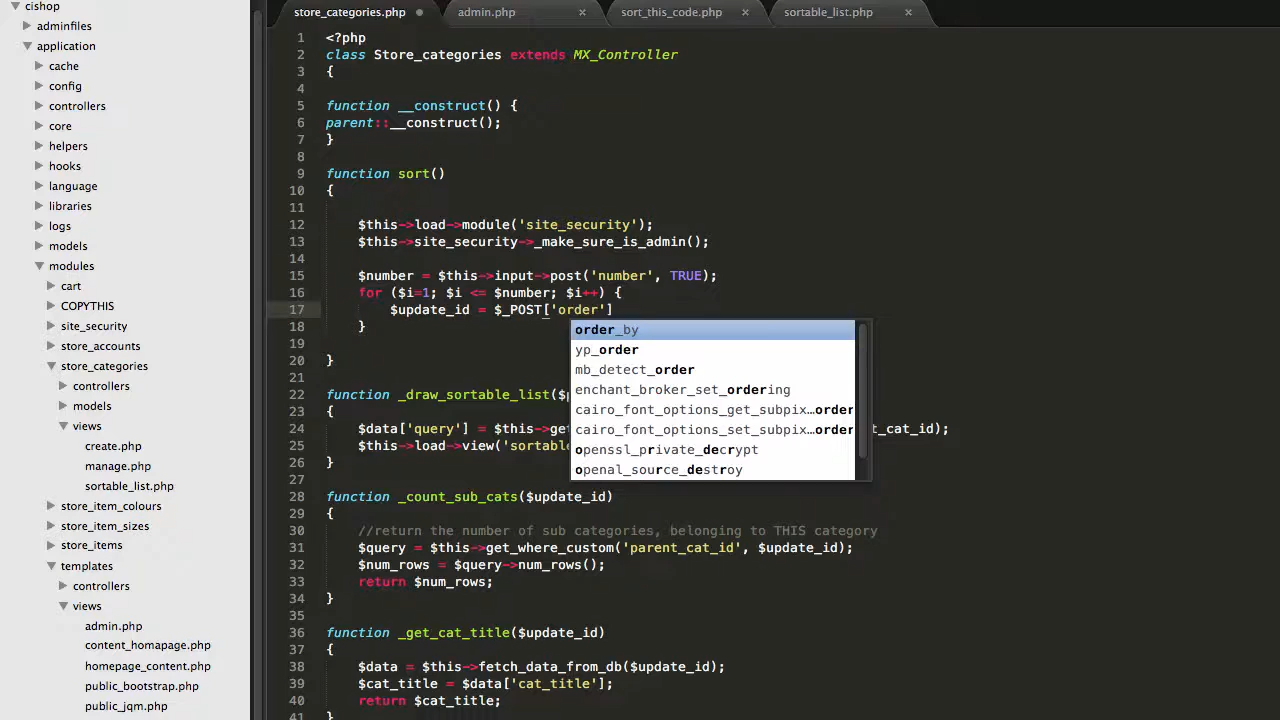 cishop
adminfiles
application
cache
config
controllers
core
helpers
hooks
language
libraries
logs
models
modules
cart
COPYTHIS
site_security
store_accounts
store_categories
controllers
models
views
create.php
manage.php
sortable_list.php
store_item_colours
store_item_sizes
store_items
templates
controllers
views
admin.php
content_homapage.php
homepage_content.php
public_bootstrap.php
public_jqm.php
store_categories.php
admin.php ×
sort_this_code.php ×
sortable_list.php ×
1 <?php
2 class Store_categories extends MX_Controller
3 {
4
5 function __construct() {
6 parent::__construct();
7 }
8
9 function sort()
10 {
11
12 $this->load->module('site_security');
13 $this->site_security->_make_sure_is_admin();
14
15 $number = $this->input->post('number', TRUE);
16 for ($i=1; $i <= $number; $i++) {
17 $update_id = $_POST['order']
18 }
19
20 }
21
22 function _draw_sortable_list($
23 {
24 $data['query'] = $this->get t_cat_id);
25 $this->load->view('sortable
26 }
27
28 function _count_sub_cats($update_id)
29 {
30 //return the number of sub categories, belonging to THIS category
31 $query = $this->get_where_custom('parent_cat_id', $update_id);
32 $num_rows = $query->num_rows();
33 return $num_rows;
34 }
35
36 function _get_cat_title($update_id)
37 {
38 $data = $this->fetch_data_from_db($update_id);
39 $cat_title = $data['cat_title'];
40 return $cat_title;
41 }
order_by
yp_order
mb_detect_order
enchant_broker_set_ordering
cairo_font_options_get_subpix…order
cairo_font_options_set_subpix…order
openssl_private_decrypt
openal_source_destroy